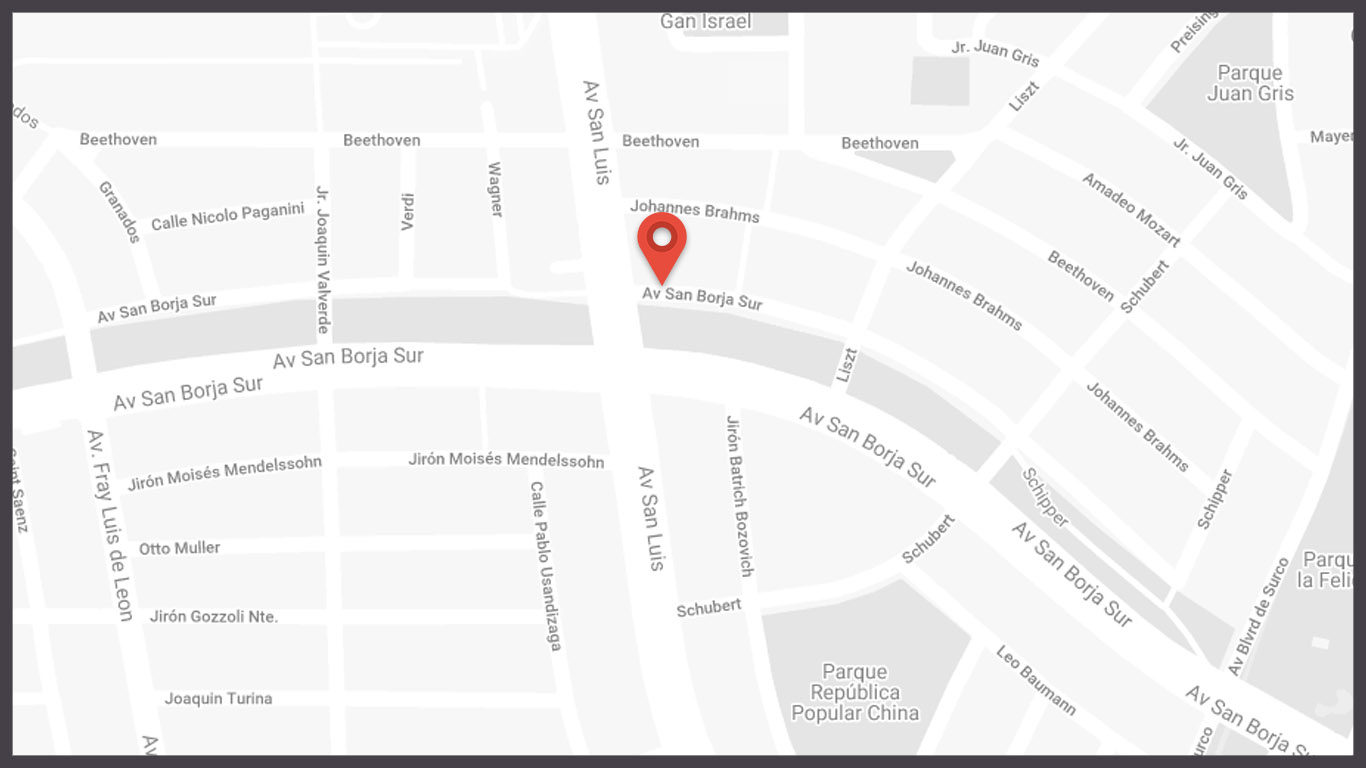 Gan Israel
Preising
Jr. Juan Gris
Parque
Juan Gris
Liszt
Av San Luis
Beethoven
Beethoven
Beethoven
Beethoven
Jr. Juan Gris
Amadeo Mozart
Wagner
Granados
Calle Nicolo Paganini
Jr. Joaquin Valverde
Verdi
Johannes Brahms
Beethoven
Schubert
Johannes Brahms
Av San Borja Sur
Av San Borja Sur
Av San Borja Sur
Liszt
Av San Borja Sur
Johannes Brahms
Av San Borja Sur
Av. Fray Luis de Leon
Jirón Moisés Mendelssohn
Jirón Moisés Mendelssohn
Jirón Batrich Bozovich
Av San Luis
Calle Pablo Usandizaga
Schipper
Schipper
Schubert
Av San Borja Sur
Otto Muller
Av Blvrd de Surco
Jirón Gozzoli Nte.
Schubert
Parque
República
Popular China
Leo Baumann
Joaquin Turina
Av San Borja Su
Av